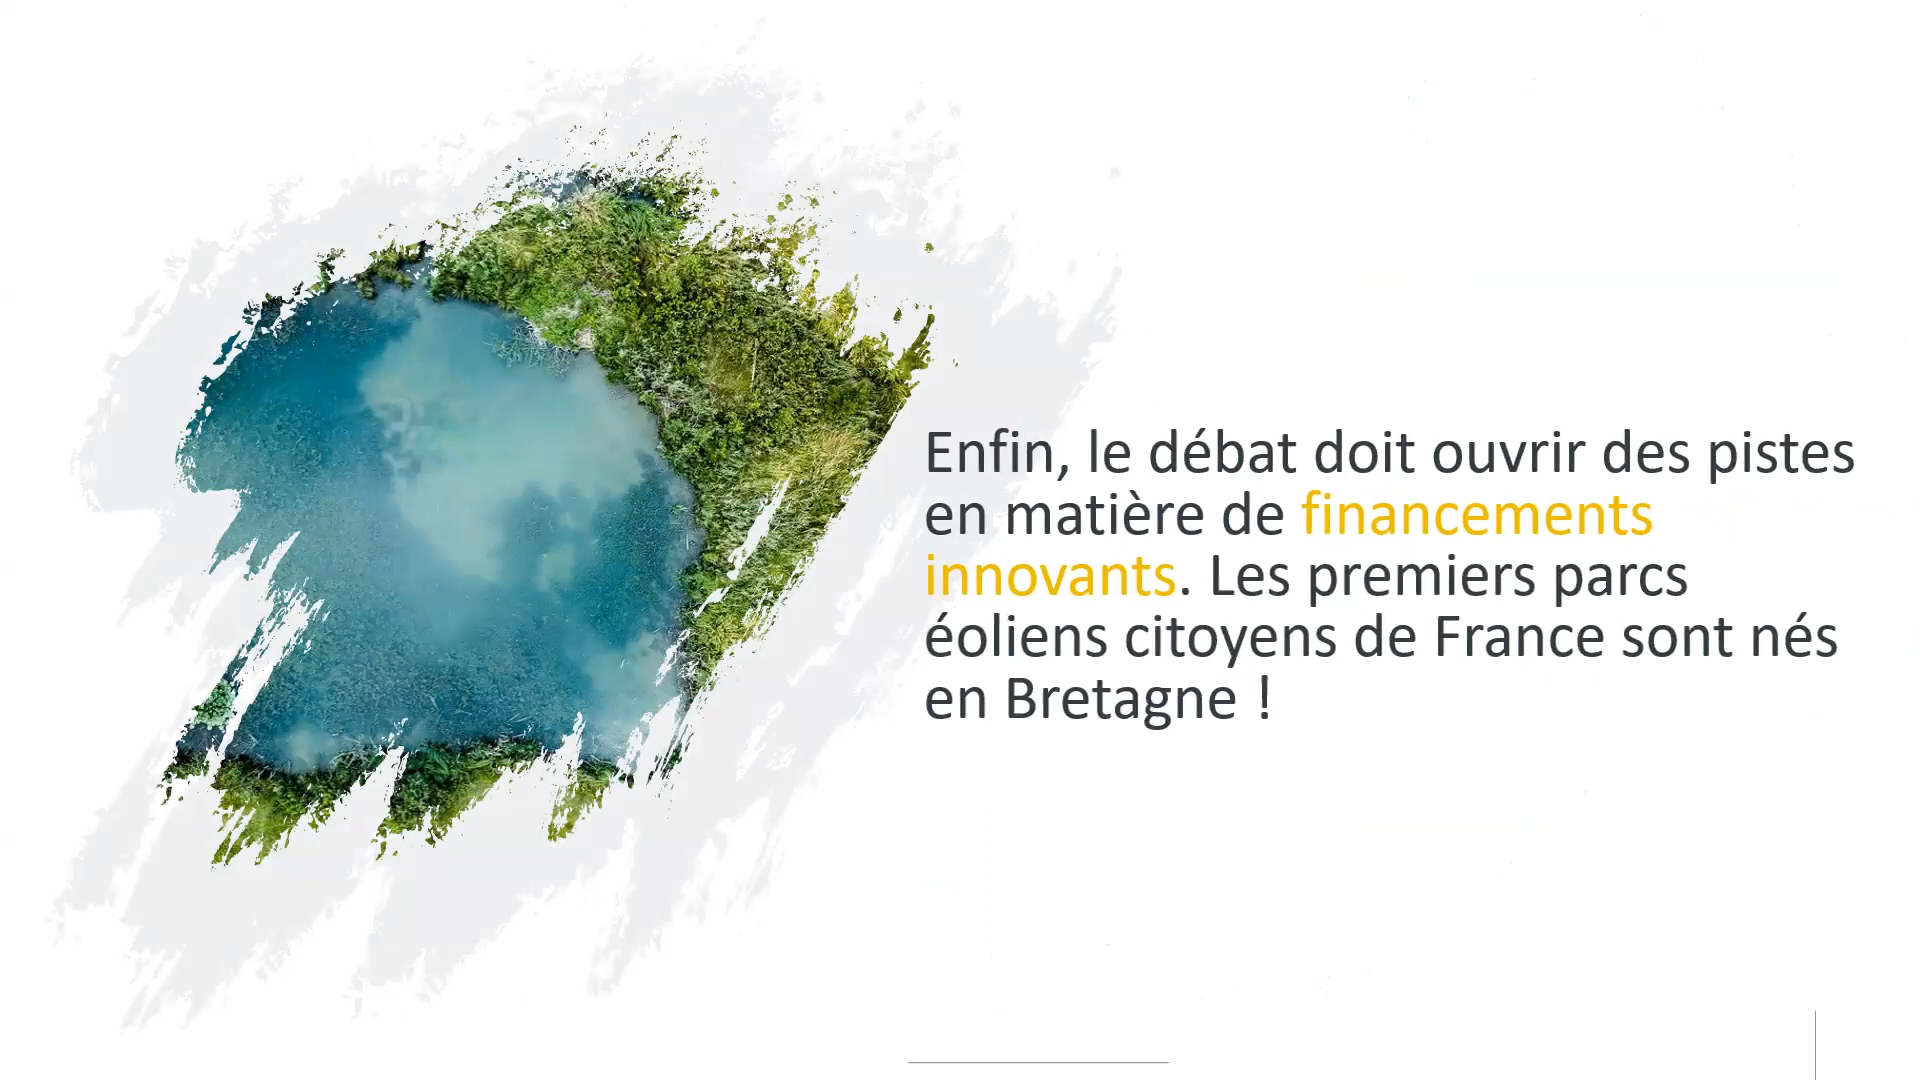 Enfin, le débat doit ouvrir des pistes
en matière de financements
innovants. Les premiers parcs
éoliens citoyens de France sont nés
en Bretagne !